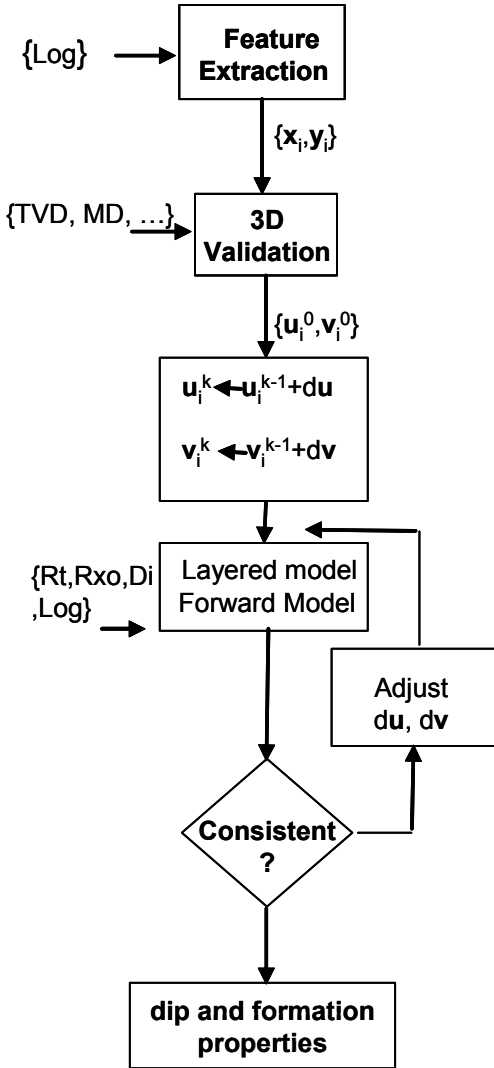 {Log}
Feature
Extraction
{xᵢ,yᵢ}
{TVD, MD, …}
3D
Validation
{uᵢ⁰,vᵢ⁰}
uᵢᵏ←uᵢᵏ⁻¹+du
vᵢᵏ←vᵢᵏ⁻¹+dv
{Rt,Rxo,Di
,Log}
Layered model
Forward Model
Adjust
du, dv
Consistent
?
dip and formation
properties